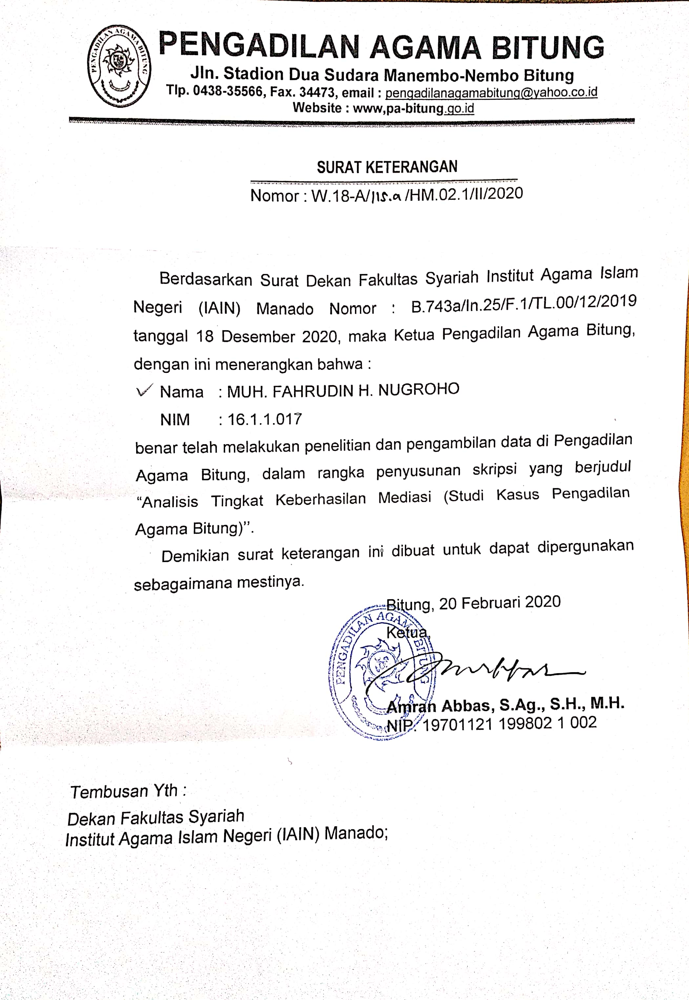 PENGADILAN AGAMA BITUNG
PENGADILAN AGAMA BITUNG
Jln. Stadion Dua Sudara Manembo-Nembo Bitung
Tlp. 0438-35566, Fax. 34473, email : pengadilanagamabitung@yahoo.co.id
Website : www,pa-bitung.go.id
SURAT KETERANGAN
Nomor : W.18-A/115.a/HM.02.1/II/2020
Berdasarkan Surat Dekan Fakultas Syariah Institut Agama Islam
Negeri (IAIN) Manado Nomor : B.743a/In.25/F.1/TL.00/12/2019
tanggal 18 Desember 2020, maka Ketua Pengadilan Agama Bitung,
dengan ini menerangkan bahwa :
✓ Nama : MUH. FAHRUDIN H. NUGROHO
NIM : 16.1.1.017
benar telah melakukan penelitian dan pengambilan data di Pengadilan
Agama Bitung, dalam rangka penyusunan skripsi yang berjudul
“Analisis Tingkat Keberhasilan Mediasi (Studi Kasus Pengadilan
Agama Bitung)”.
Demikian surat keterangan ini dibuat untuk dapat dipergunakan
sebagaimana mestinya.
Bitung, 20 Februari 2020
Ketua,
PENGADILAN AGAMA BITUNG
Amran Abbas, S.Ag., S.H., M.H.
NIP. 19701121 199802 1 002
Tembusan Yth :
Dekan Fakultas Syariah
Institut Agama Islam Negeri (IAIN) Manado;